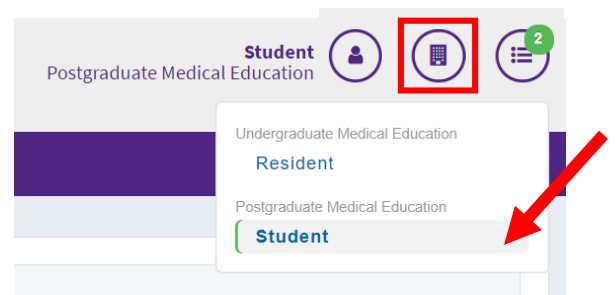 Student
Postgraduate Medical Education
2
Undergraduate Medical Education
Resident
Postgraduate Medical Education
Student